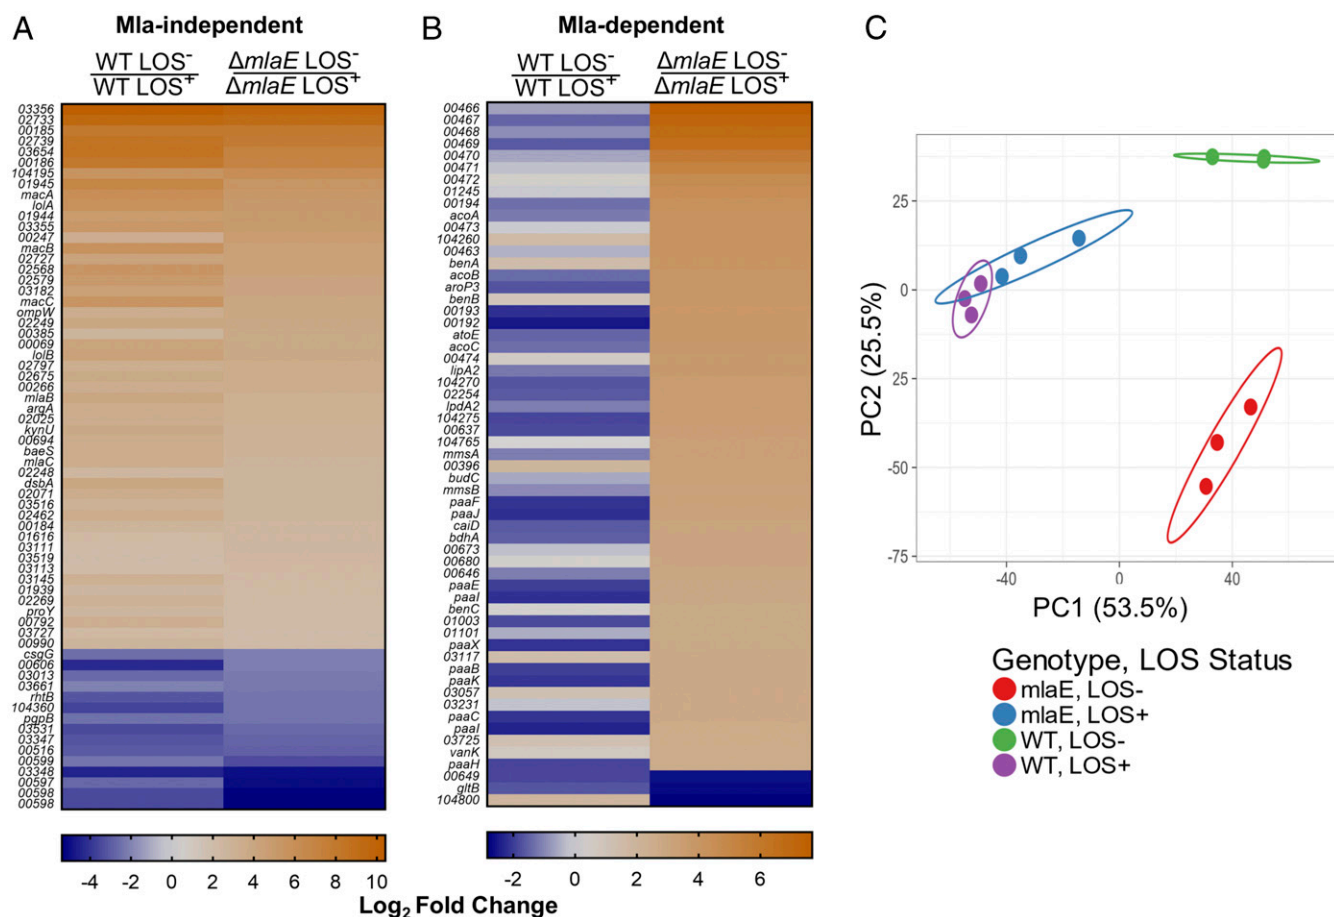 A
Mla-independent
WT LOS-
WT LOS+
ΔmlaE LOS-
ΔmlaE LOS+
03356
02733
00185
02739
03654
00186
104195
01945
macA
lolA
01944
03355
00247
macB
02727
02568
02579
03182
macC
ompW
02249
00385
00069
lolB
02797
02675
00266
mlaB
argA
02025
kynU
00694
baeS
mlaC
02248
dsbA
02071
03516
02462
00184
01616
03111
03519
03113
03145
01939
02269
proY
00792
03727
00990
csgG
00606
03013
03661
rhtB
104360
pgpB
03531
03347
00516
00599
03348
00597
00598
00598
-4 -2 0 2 4 6 8 10
B
Mla-dependent
WT LOS-
WT LOS+
ΔmlaE LOS-
ΔmlaE LOS+
00466
00467
00468
00469
00470
00471
00472
01245
00194
acoA
00473
104260
00463
benA
acoB
aroP3
benB
00193
00192
atoE
acoC
00474
lipA2
104270
02254
lpdA2
104275
00637
104765
mmsA
00396
budC
mmsB
paaF
paaJ
caiD
bdhA
00673
00680
00646
paaE
paaI
benC
01003
01101
paaX
03117
paaB
paaK
03057
03231
paaC
paaI
03725
vanK
paaH
00649
gltB
104800
-2 0 2 4 6
Log2 Fold Change
C
PC2 (25.5%)
25
0
25
-50
-75
-40 0 40
PC1 (53.5%)
Genotype, LOS Status
mlaE, LOS-
mlaE, LOS+
WT, LOS-
WT, LOS+